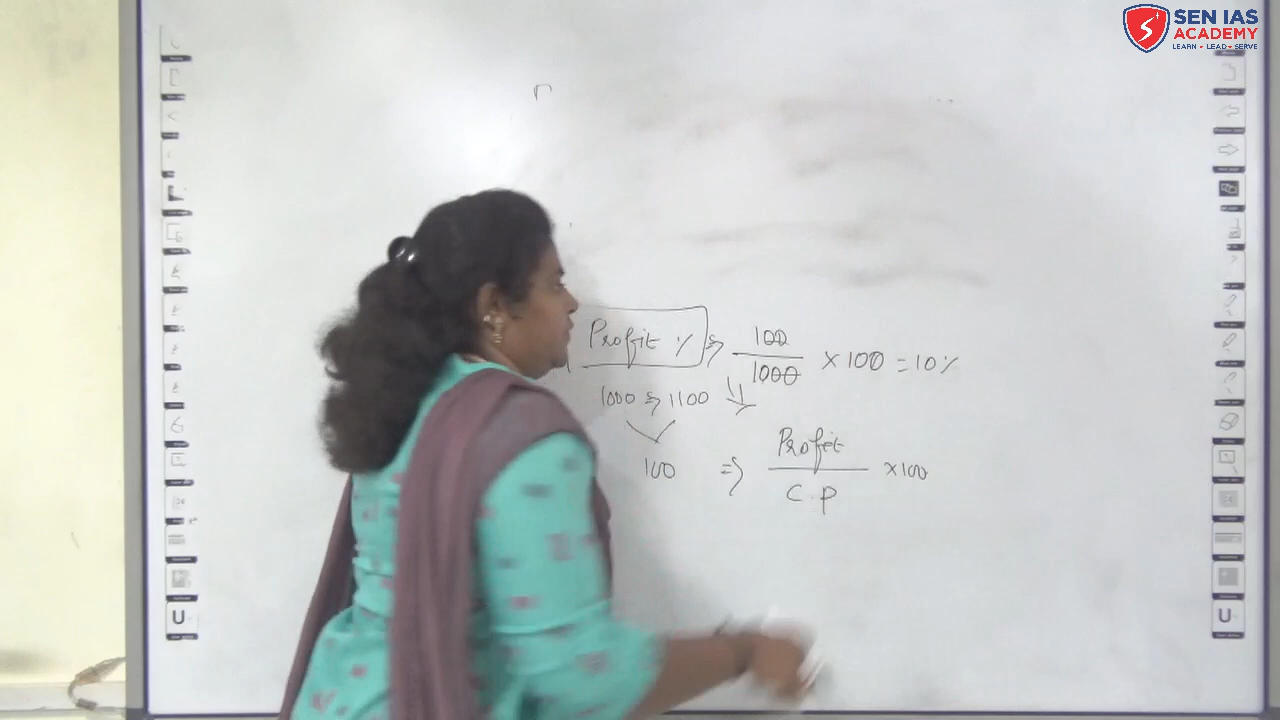 SEN IAS
ACADEMY
LEARN • LEAD • SERVE
Profit % ⇒ 100/1000 × 100 = 10%
1000 ⇒ 1100
100 ⇒ Profit/C.P ×100
U
U